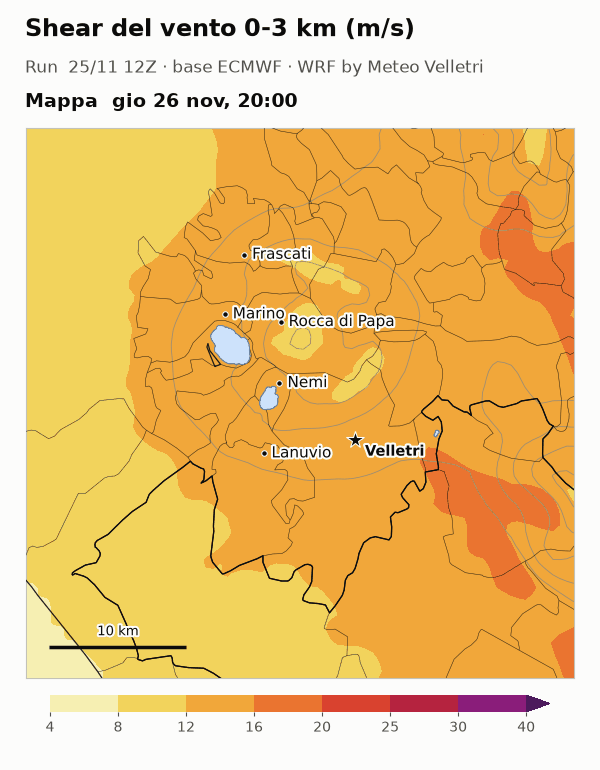 Shear del vento 0-3 km (m/s)
Run  25/11 12Z · base ECMWF · WRF by Meteo Velletri
Mappa  gio 26 nov, 20:00
Frascati
Marino
Rocca di Papa
Nemi
Velletri
Lanuvio
10 km
4 8 12 16 20 25 30 40